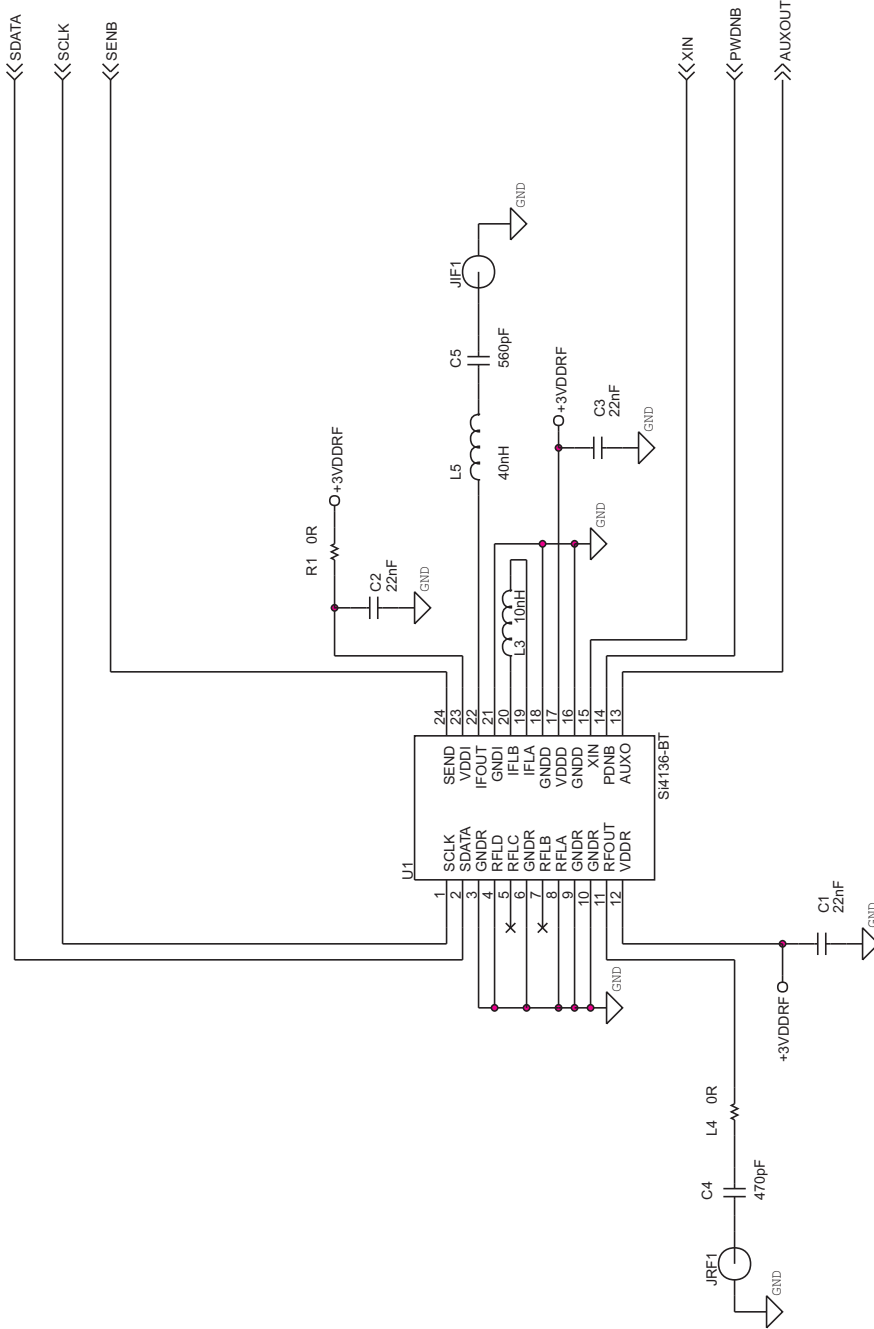 SDATA
SCLK
SENB
XIN
PWDNB
AUXOUT
JIF1
GND
C5
560pF
L5
40nH
+3VDDRF
R1 0R
C2
22nF
GND
+3VDDRF
C3
22nF
GND
GND
L3 10nH
U1
Si4136-BT
1 SCLK
2 SDATA
3 GNDR
4 RFLD
5 RFLC
6 GNDR
7 RFLB
8 RFLA
9 GNDR
10 GNDR
11 RFOUT
12 VDDR
SEND 24
VDDI 23
IFOUT 22
GNDI 21
IFLB 20
IFLA 19
GNDD 18
VDDD 17
GNDD 16
XIN 15
PDNB 14
AUXO 13
GND
+3VDDRF
C1
22nF
GND
L4 0R
C4
470pF
JRF1
GND